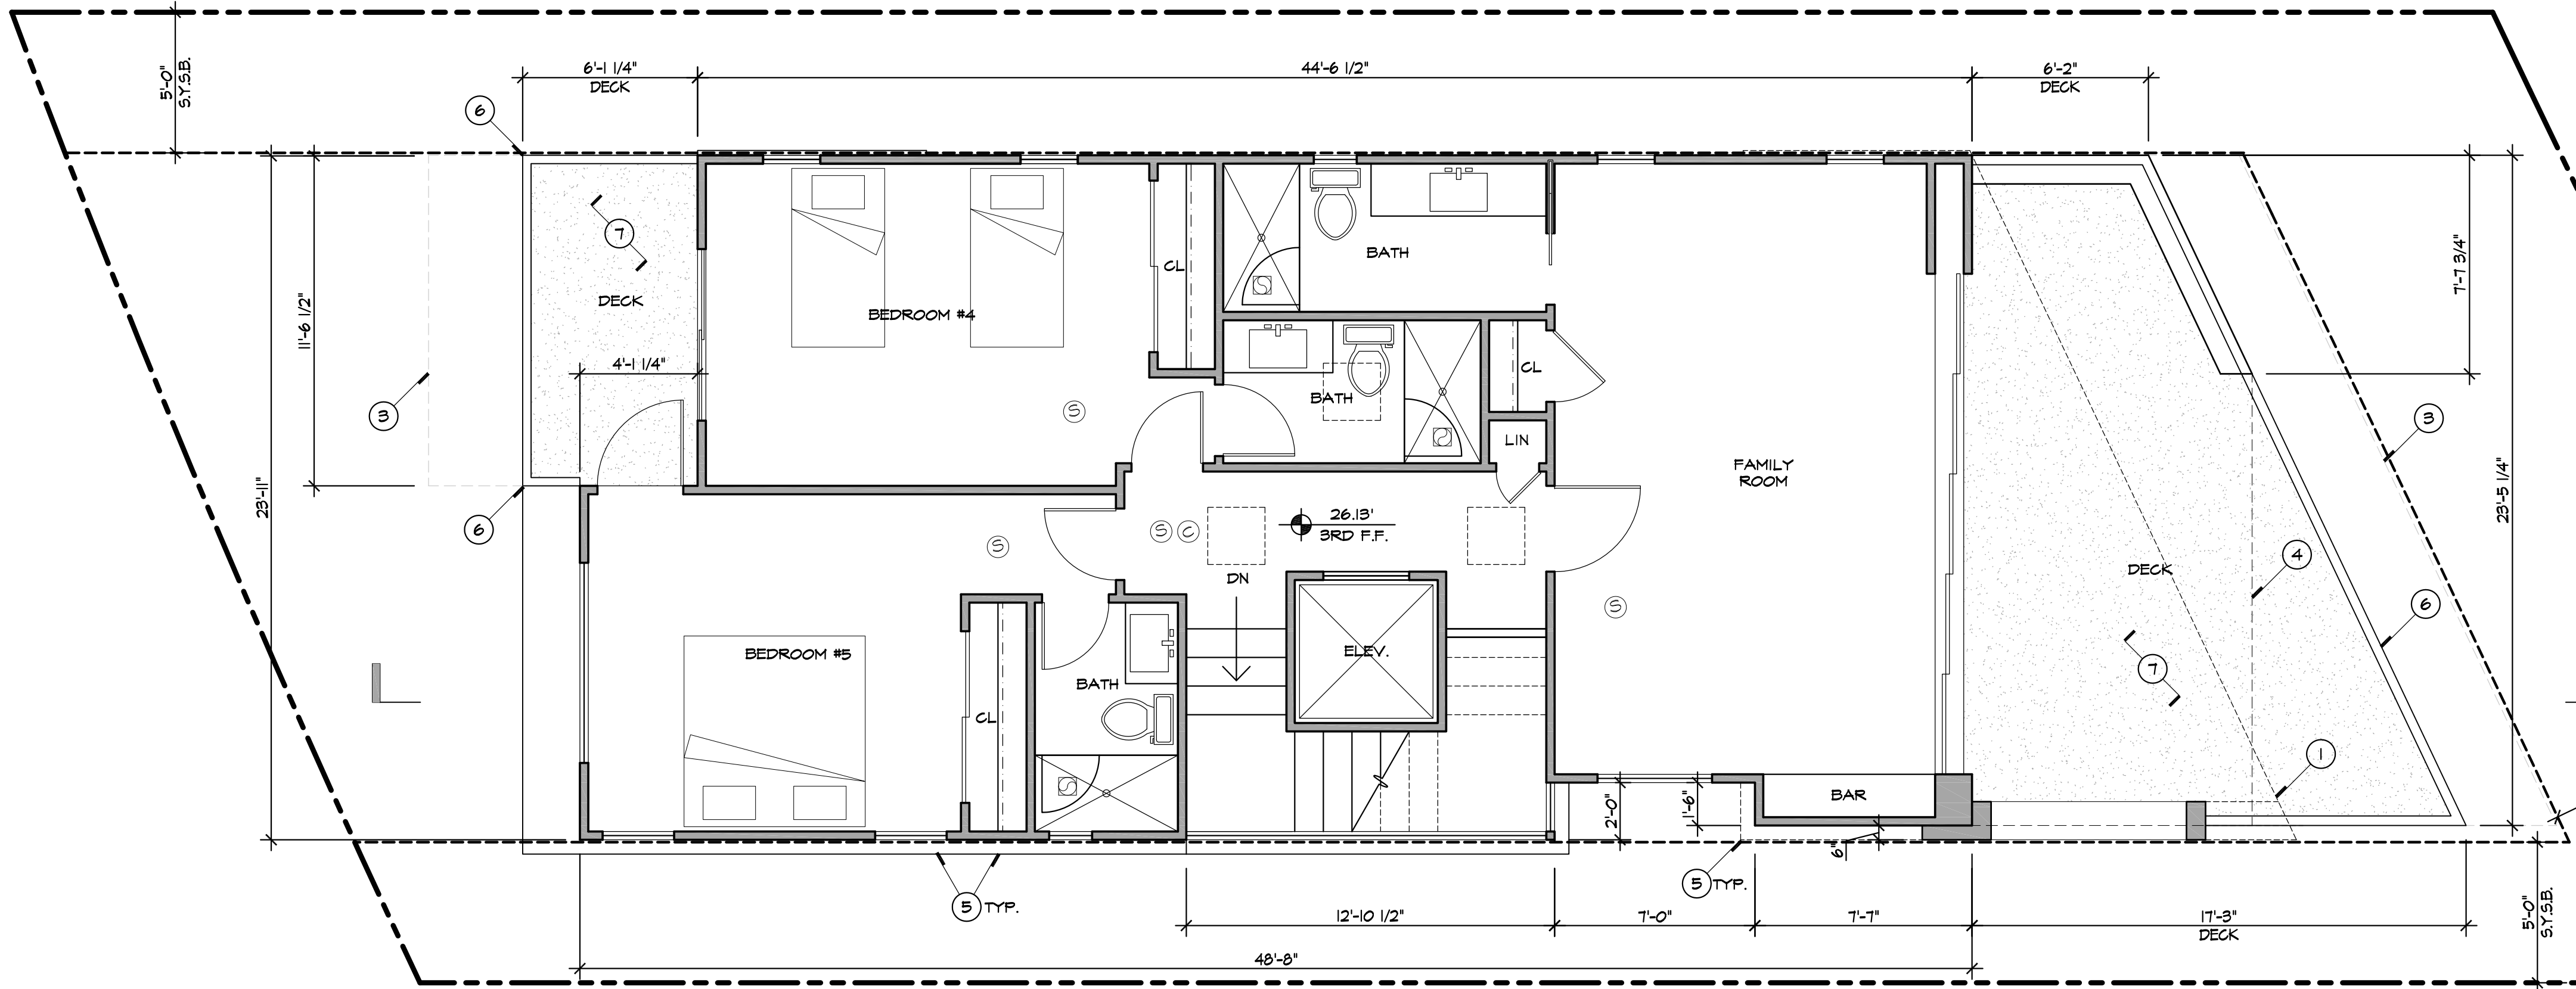 5'-0"
S.Y.S.B.
6'-1 1/4"
DECK
44'-6 1/2"
6'-2"
DECK
6
7
DECK
11'-6 1/2"
4'-1 1/4"
3
23'-11"
6
BEDROOM #4
S
CL
BATH
BATH
CL
LIN
FAMILY
ROOM
7'-7 3/4"
3
23'-5 1/4"
DECK
4
6
7
1
S
S C
26.13'
3RD F.F.
DN
S
ELEV.
BEDROOM #5
CL
BATH
BAR
2'-0"
1'-6"
6"
5 TYP.
5 TYP.
12'-10 1/2"
7'-0"
7'-7"
17'-3"
DECK
5'-0"
S.Y.S.B.
48'-8"